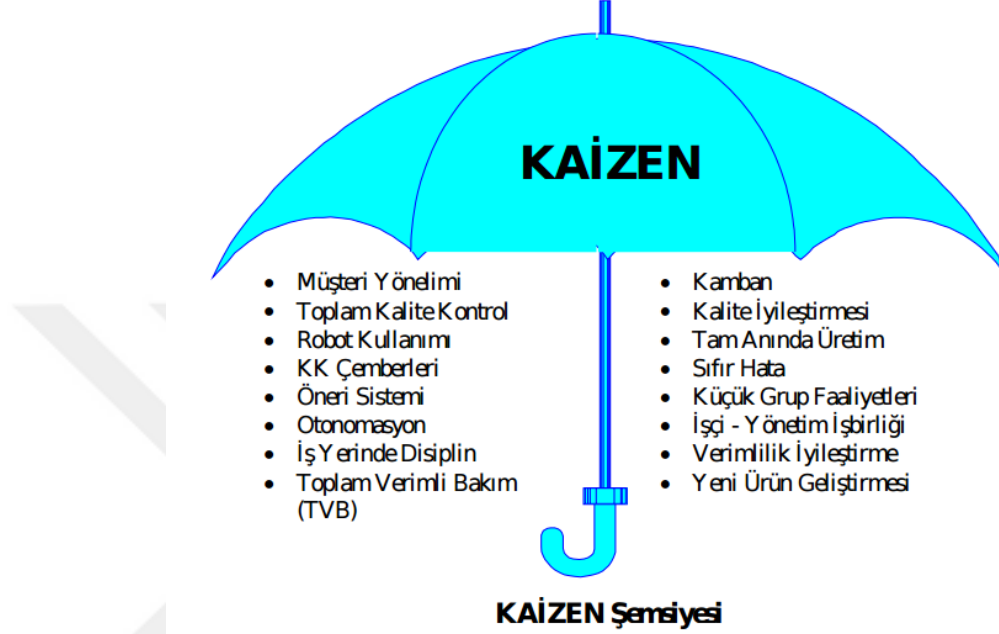 KAİZEN
• Müşteri Yönelimi
• Toplam Kalite Kontrol
• Robot Kullanımı
• KK Çemberleri
• Öneri Sistemi
• Otonomasyon
• İş Yerinde Disiplin
• Toplam Verimli Bakım
(TVB)
• Kamban
• Kalite İyileştirmesi
• Tam Anında Üretim
• Sıfır Hata
• Küçük Grup Faaliyetleri
• İşçi - Yönetim İşbirliği
• Verimlilik İyileştirme
• Yeni Ürün Geliştirmesi
KAİZEN Şemsiyesi